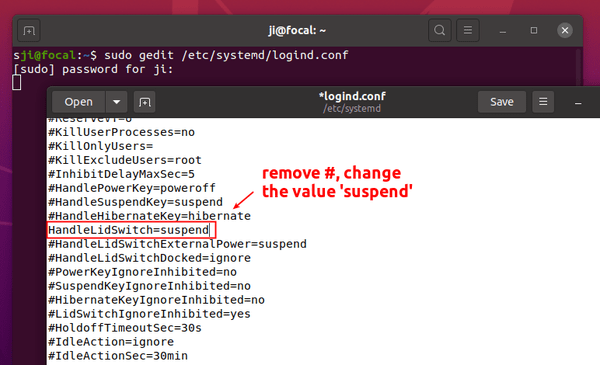 ji@focal: ~
sji@focal:~$ sudo gedit /etc/systemd/logind.conf
[sudo] password for ji:
Open
*logind.conf
/etc/systemd
Save
#ReserveVT=6
#KillUserProcesses=no
#KillOnlyUsers=
#KillExcludeUsers=root
#InhibitDelayMaxSec=5
#HandlePowerKey=poweroff
#HandleSuspendKey=suspend
#HandleHibernateKey=hibernate
HandleLidSwitch=suspend
#HandleLidSwitchExternalPower=suspend
#HandleLidSwitchDocked=ignore
#PowerKeyIgnoreInhibited=no
#SuspendKeyIgnoreInhibited=no
#HibernateKeyIgnoreInhibited=no
#LidSwitchIgnoreInhibited=yes
#HoldoffTimeoutSec=30s
#IdleAction=ignore
#IdleActionSec=30min
remove #, change
the value 'suspend'